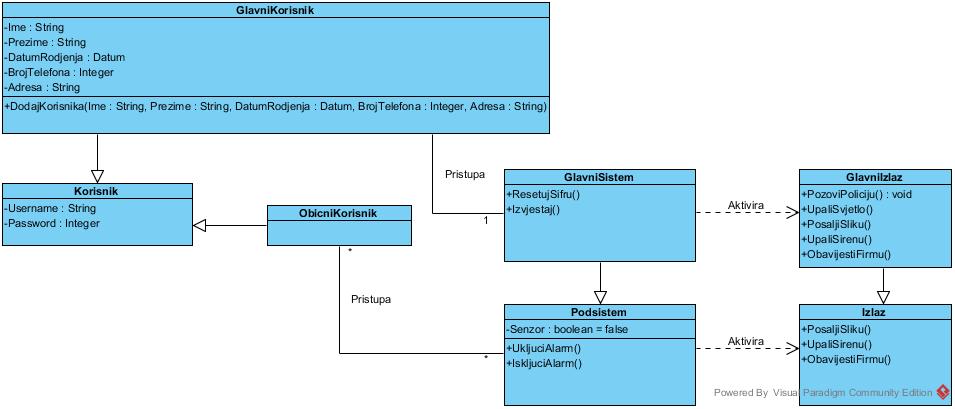 GlavniKorisnik
-Ime : String
-Prezime : String
-DatumRodjenja : Datum
-BrojTelefona : Integer
-Adresa : String
+DodajKorisnika(Ime : String, Prezime : String, DatumRodjenja : Datum, BrojTelefona : Integer, Adresa : String)
Korisnik
-Username : String
-Password : Integer
ObicniKorisnik
*
Pristupa
1
GlavniSistem
+ResetujSifru()
+Izvjestaj()
Aktivira
GlavniIzlaz
+PozoviPoliciju() : void
+UpaliSvjetlo()
+PosaljiSliku()
+UpaliSirenu()
+ObavijestiFirmu()
Pristupa
*
Podsistem
-Senzor : boolean = false
+UkljuciAlarm()
+IskljuciAlarm()
Aktivira
Izlaz
+PosaljiSliku()
+UpaliSirenu()
+ObavijestiFirmu()
Powered By Visual Paradigm Community Edition